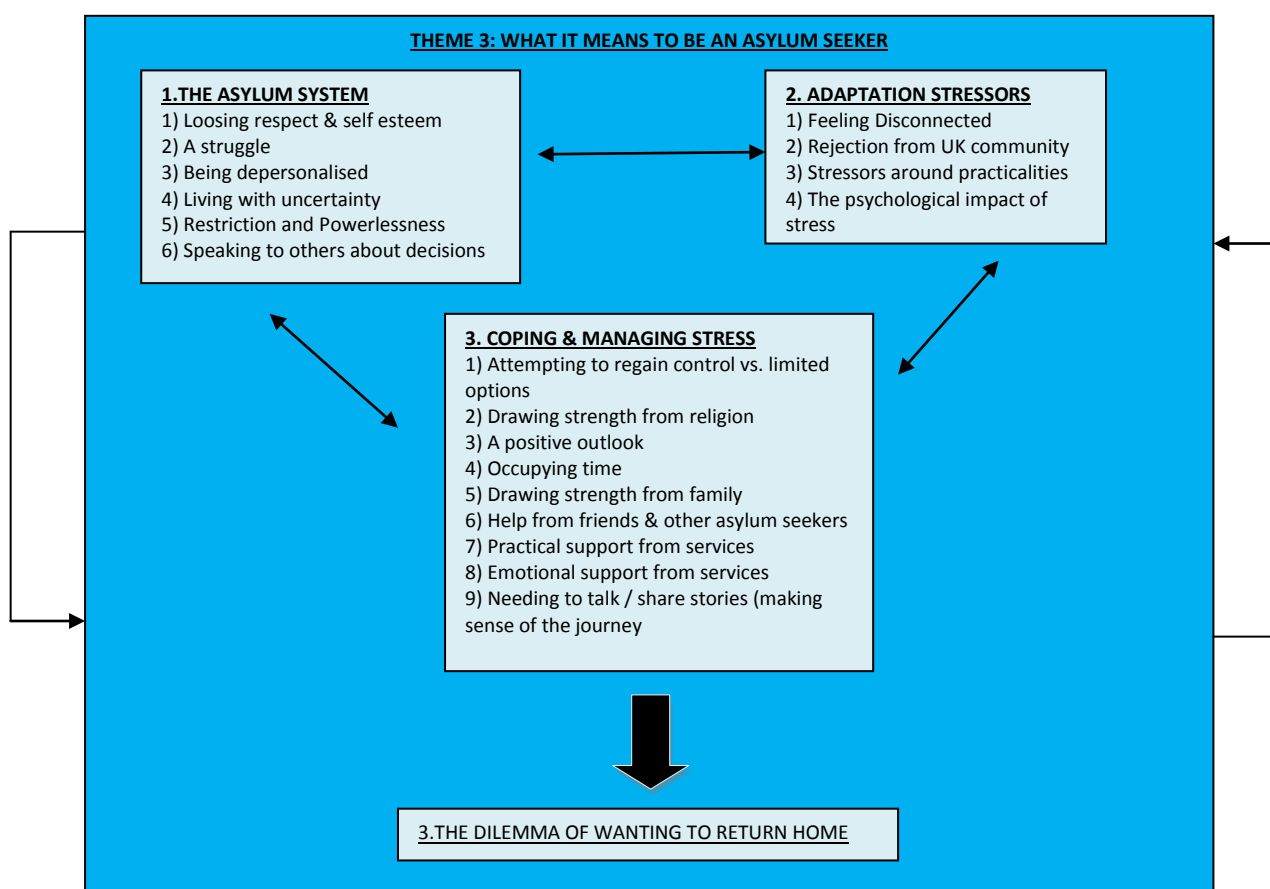 THEME 3: WHAT IT MEANS TO BE AN ASYLUM SEEKER
1.THE ASYLUM SYSTEM
1) Loosing respect & self esteem
2) A struggle
3) Being depersonalised
4) Living with uncertainty
5) Restriction and Powerlessness
6) Speaking to others about decisions
2. ADAPTATION STRESSORS
1) Feeling Disconnected
2) Rejection from UK community
3) Stressors around practicalities
4) The psychological impact of
stress
3. COPING & MANAGING STRESS
1) Attempting to regain control vs. limited
options
2) Drawing strength from religion
3) A positive outlook
4) Occupying time
5) Drawing strength from family
6) Help from friends & other asylum seekers
7) Practical support from services
8) Emotional support from services
9) Needing to talk / share stories (making
sense of the journey
3.THE DILEMMA OF WANTING TO RETURN HOME